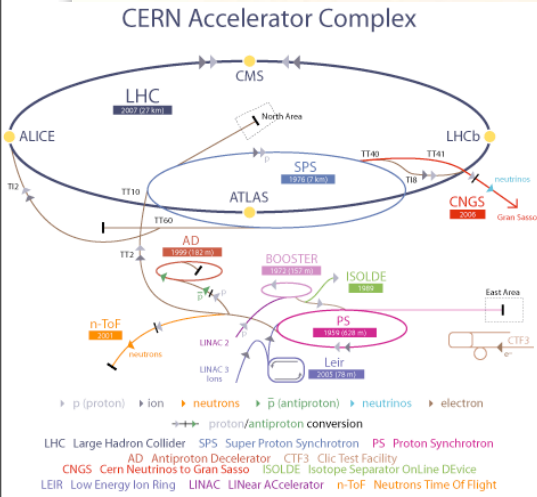 CERN Accelerator Complex
CMS
LHC
2007 (27 km)
North Area
ALICE
LHCb
TT40
TT41
SPS
1976 (7 km)
TI8
TI2
TT10
ATLAS
neutrinos
CNGS
2006
Gran Sasso
TT60
AD
1999 (182 m)
TT2
BOOSTER
1972 (157 m)
ISOLDE
1989
East Area
n-ToF
2001
neutrons
LINAC 2
PS
1959 (628 m)
CTF3
e-
LINAC 3
Ions
Leir
2005 (78 m)
p
p
p
p̅
p (proton) ion neutrons p̅ (antiproton) neutrinos electron
proton/antiproton conversion
LHC Large Hadron Collider SPS Super Proton Synchrotron PS Proton Synchrotron
AD Antiproton Decelerator CTF3 Clic Test Facility
CNGS Cern Neutrinos to Gran Sasso ISOLDE Isotope Separator OnLine DEvice
LEIR Low Energy Ion Ring LINAC LINear ACcelerator n-ToF Neutrons Time Of Flight